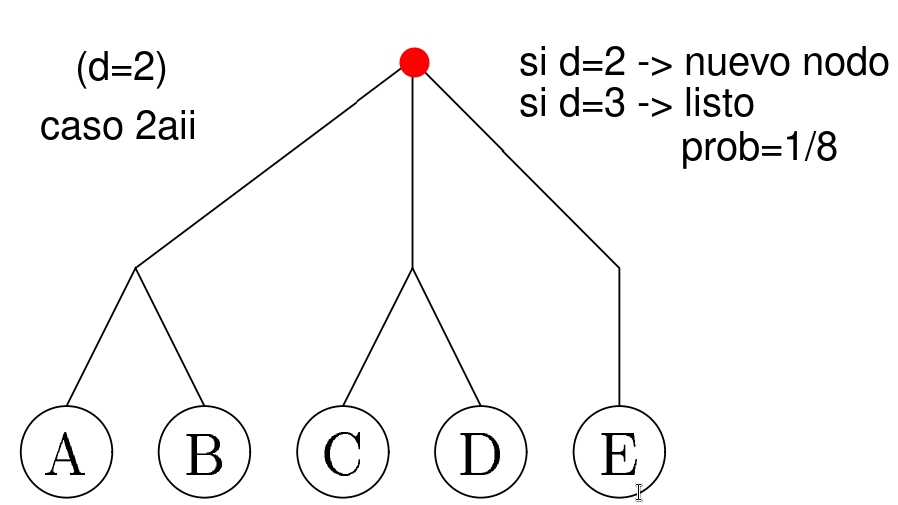 (d=2)
caso 2aii
si d=2 -> nuevo nodo
si d=3 -> listo
prob=1/8
A B C D E